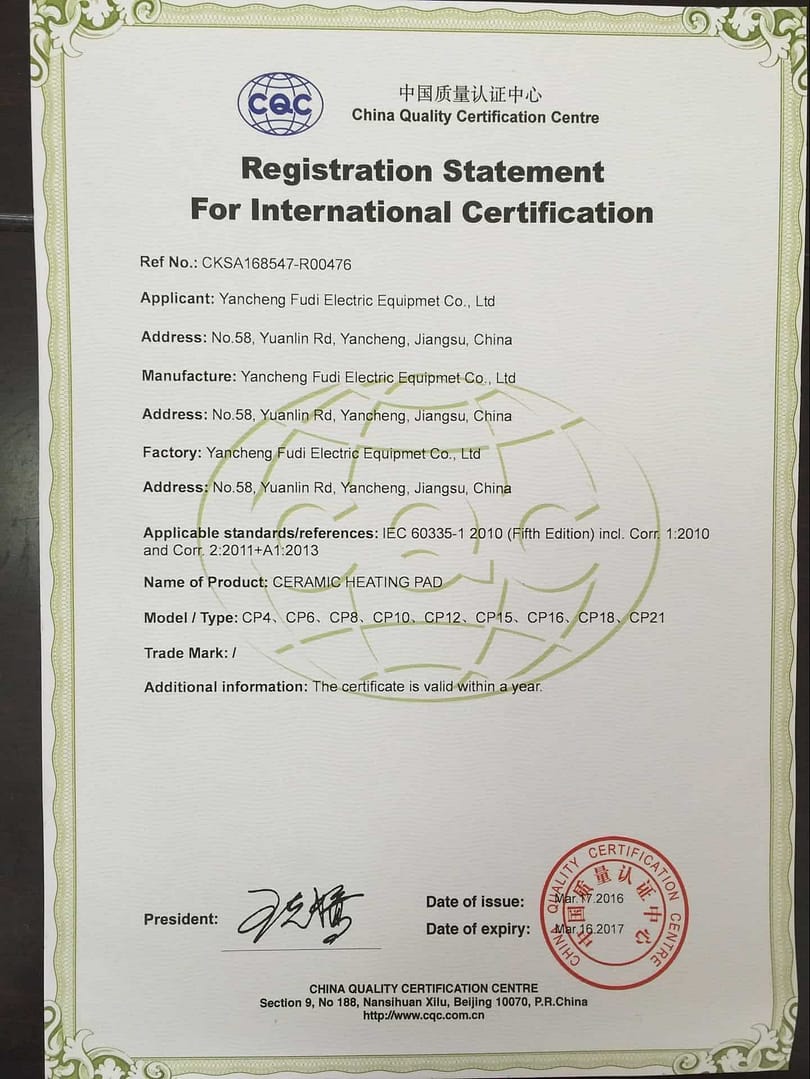 CQC
中国质量认证中心
China Quality Certification Centre
Registration Statement
For International Certification
Ref No.: CKSA168547-R00476
Applicant: Yancheng Fudi Electric Equipmet Co., Ltd
Address: No.58, Yuanlin Rd, Yancheng, Jiangsu, China
Manufacture: Yancheng Fudi Electric Equipmet Co., Ltd
Address: No.58, Yuanlin Rd, Yancheng, Jiangsu, China
Factory: Yancheng Fudi Electric Equipmet Co., Ltd
Address: No.58, Yuanlin Rd, Yancheng, Jiangsu, China
Applicable standards/references: IEC 60335-1 2010 (Fifth Edition) incl. Corr. 1:2010
and Corr. 2:2011+A1:2013
Name of Product: CERAMIC HEATING PAD
Model / Type: CP4、CP6、CP8、CP10、CP12、CP15、CP16、CP18、CP21
Trade Mark: /
Additional information: The certificate is valid within a year.
CQC
President:
Date of issue: Mar.17.2016
Date of expiry: Mar.16.2017
CHINA QUALITY CERTIFICATION CENTRE
中国质量认证中心
CHINA QUALITY CERTIFICATION CENTRE
Section 9, No 188, Nansihuan Xilu, Beijing 10070, P.R.China
http://www.cqc.com.cn